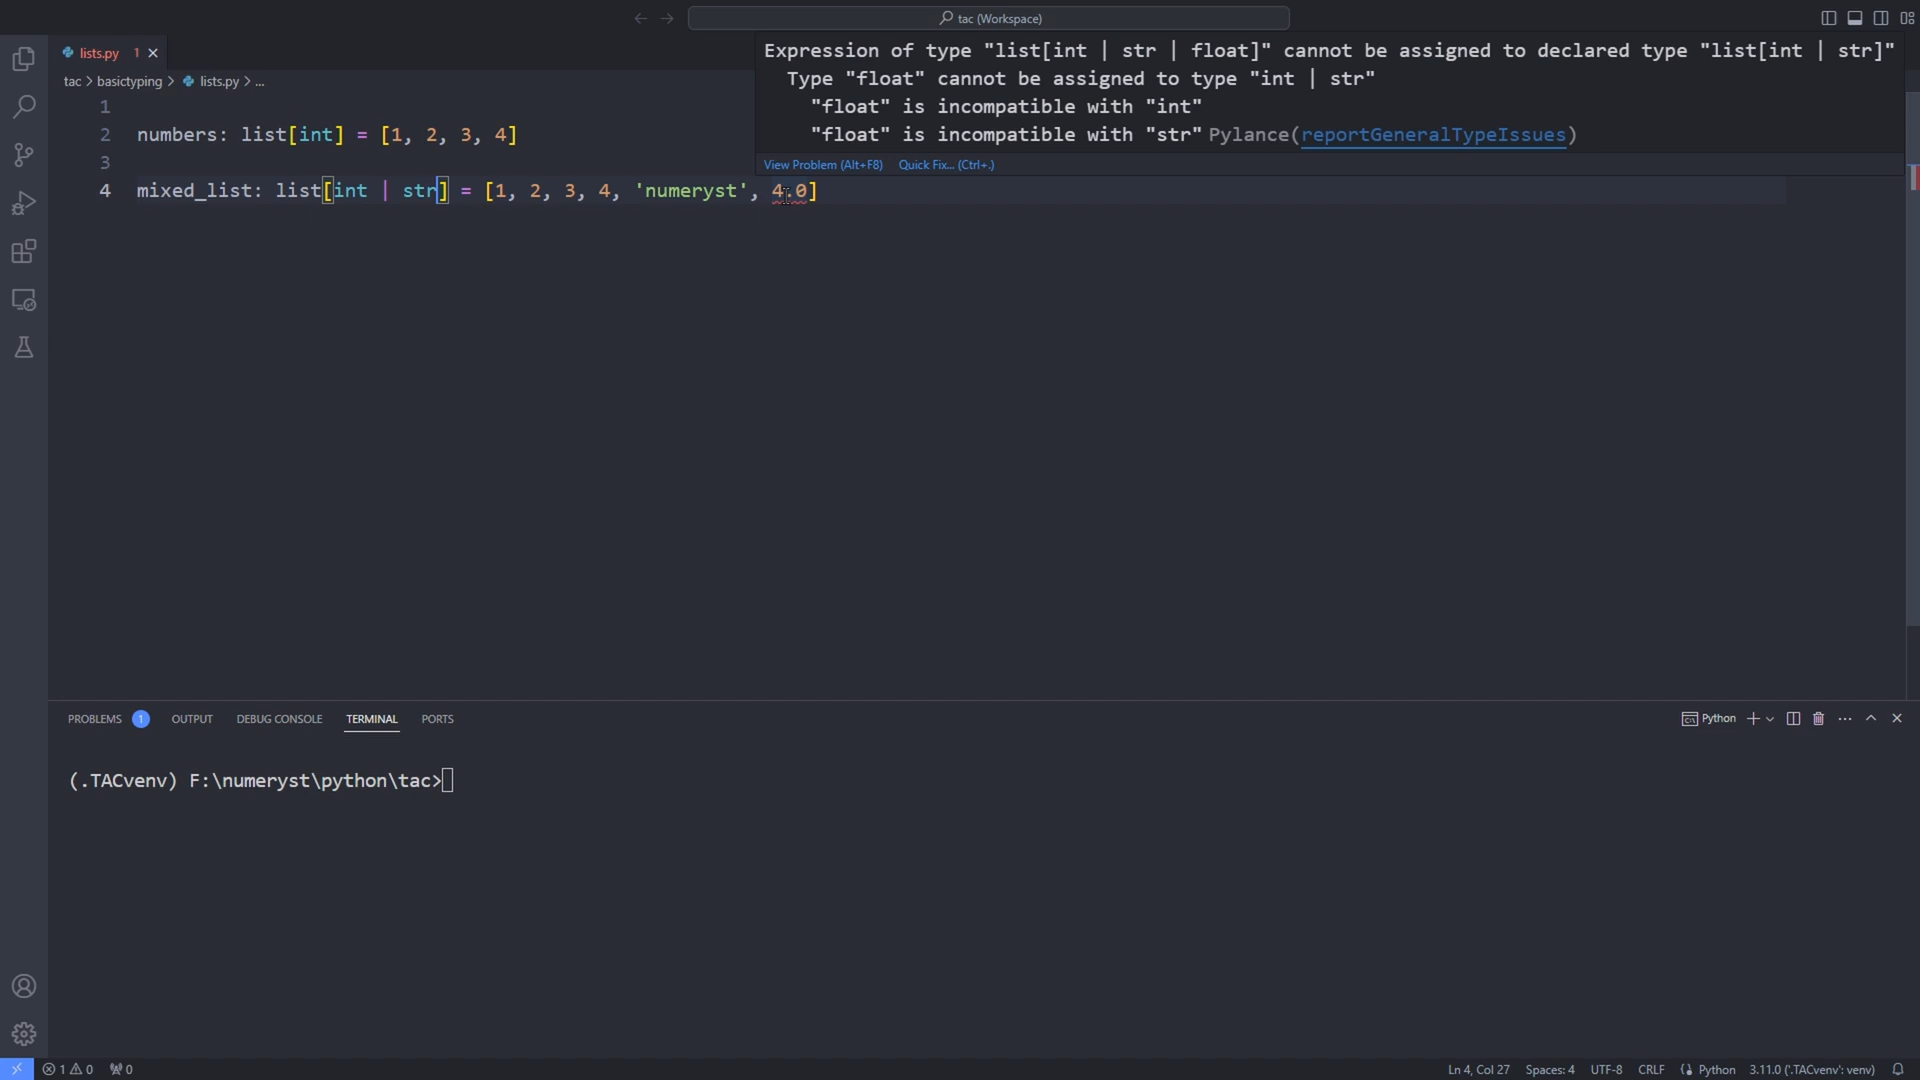 tac (Workspace)
lists.py 1
tac > basictyping > lists.py > ...
Expression of type "list[int | str | float]" cannot be assigned to declared type "list[int | str]"
Type "float" cannot be assigned to type "int | str"
"float" is incompatible with "int"
"float" is incompatible with "str" Pylance(reportGeneralTypeIssues)
View Problem (Alt+F8) Quick Fix... (Ctrl+.)
1
2 numbers: list[int] = [1, 2, 3, 4]
3
4 mixed_list: list[int | str] = [1, 2, 3, 4, 'numeryst', 4.0]
PROBLEMS 1 OUTPUT DEBUG CONSOLE TERMINAL PORTS
Python
(.TACvenv) F:\numeryst\python\tac>
1 0 0
Ln 4, Col 27 Spaces: 4 UTF-8 CRLF Python 3.11.0 ('.TACvenv': venv)